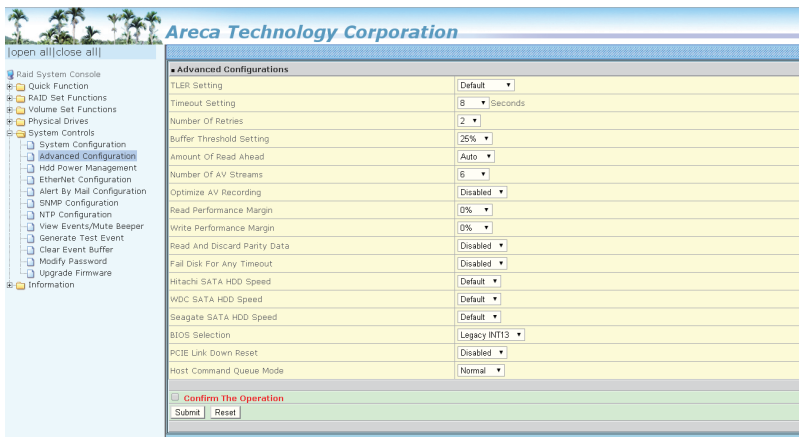 Areca Technology Corporation
|open all|close all|
Raid System Console
Quick Function
RAID Set Functions
Volume Set Functions
Physical Drives
System Controls
System Configuration
Advanced Configuration
Hdd Power Management
EtherNet Configuration
Alert By Mail Configuration
SNMP Configuration
NTP Configuration
View Events/Mute Beeper
Generate Test Event
Clear Event Buffer
Modify Password
Upgrade Firmware
Information
Advanced Configurations
TLER Setting Default
Timeout Setting 8 Seconds
Number Of Retries 2
Buffer Threshold Setting 25%
Amount Of Read Ahead Auto
Number Of AV Streams 6
Optimize AV Recording Disabled
Read Performance Margin 0%
Write Performance Margin 0%
Read And Discard Parity Data Disabled
Fail Disk For Any Timeout Disabled
Hitachi SATA HDD Speed Default
WDC SATA HDD Speed Default
Seagate SATA HDD Speed Default
BIOS Selection Legacy INT13
PCIE Link Down Reset Disabled
Host Command Queue Mode Normal
Confirm The Operation
Submit Reset